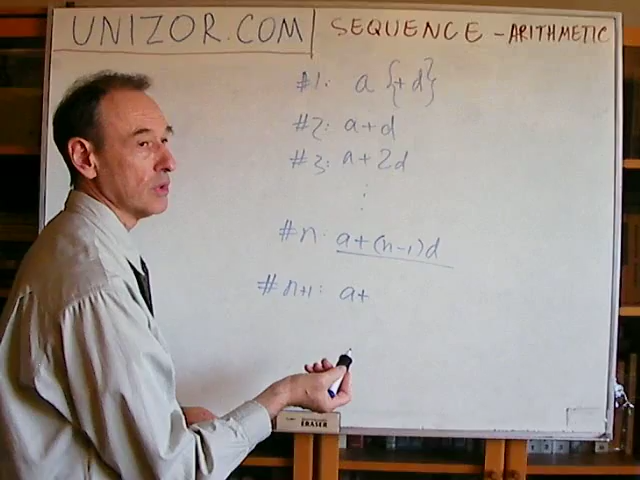 UNIZOR.COM | SEQUENCE - ARITHMETIC
#1: a {+d}
#2: a+d
#3: a+2d
⋮
#n: a+(n-1)d
#n+1: a+
ERASER